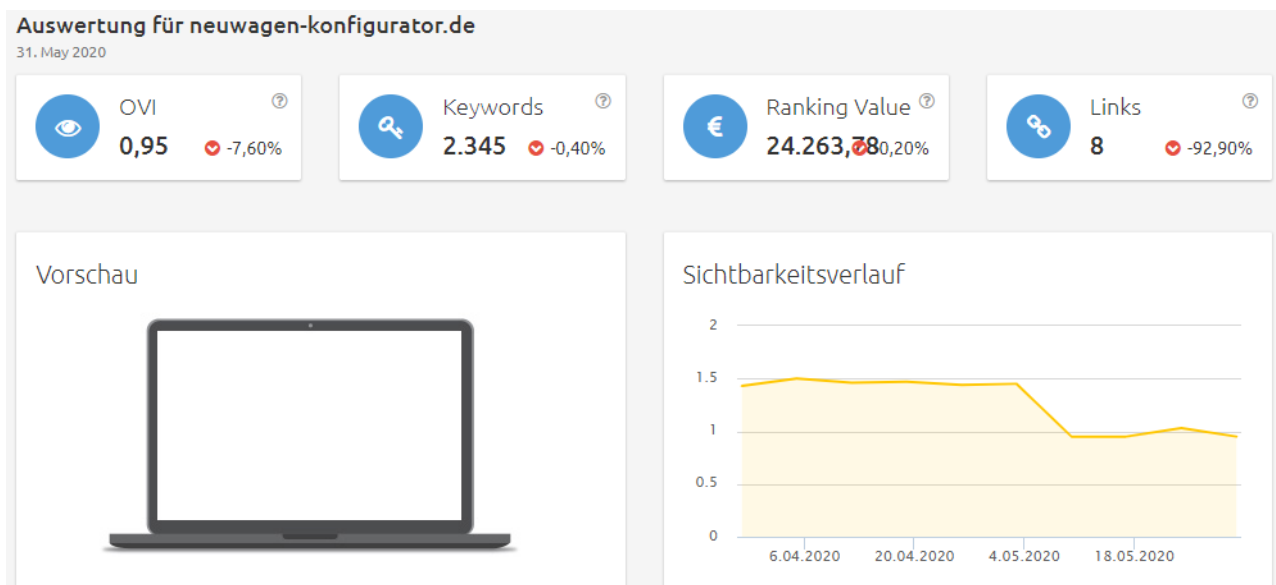 Auswertung für neuwagen-konfigurator.de
31. May 2020
OVI
0,95 -7,60%
Keywords
2.345 -0,40%
Ranking Value
24.263,78 0,20%
Links
8 -92,90%
Vorschau
Sichtbarkeitsverlauf
2
1.5
1
0.5
0
6.04.2020 20.04.2020 4.05.2020 18.05.2020